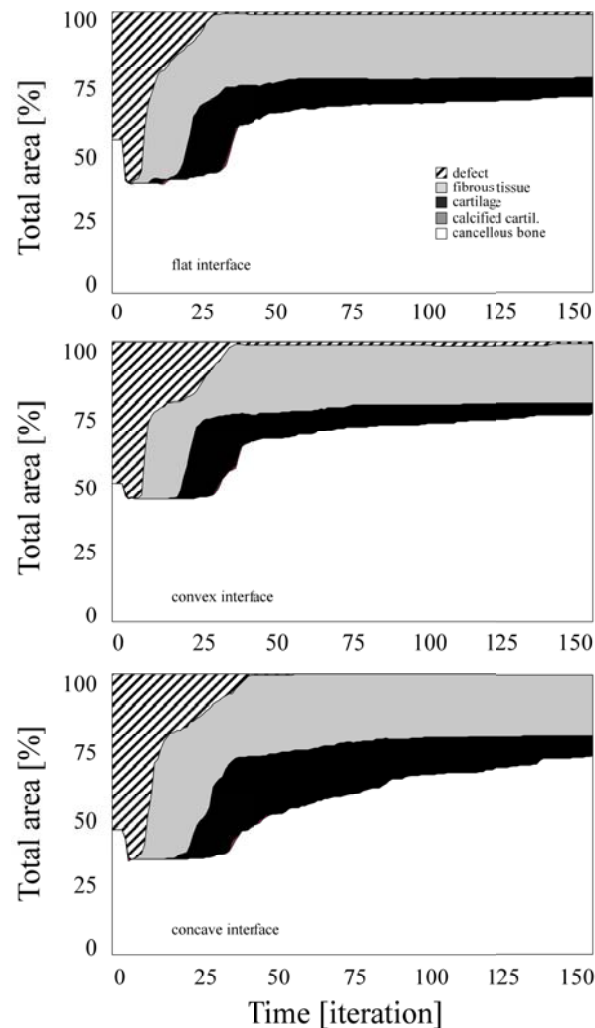 Total area [%]
100
75
50
25
0
defect
fibrous tissue
cartilage
calcified cartil.
cancellous bone
flat interface
0 25 50 75 100 125 150
Total area [%]
100
75
50
25
0
convex interface
0 25 50 75 100 125 150
Total area [%]
100
75
50
25
0
concave interface
0 25 50 75 100 125 150
Time [iteration]